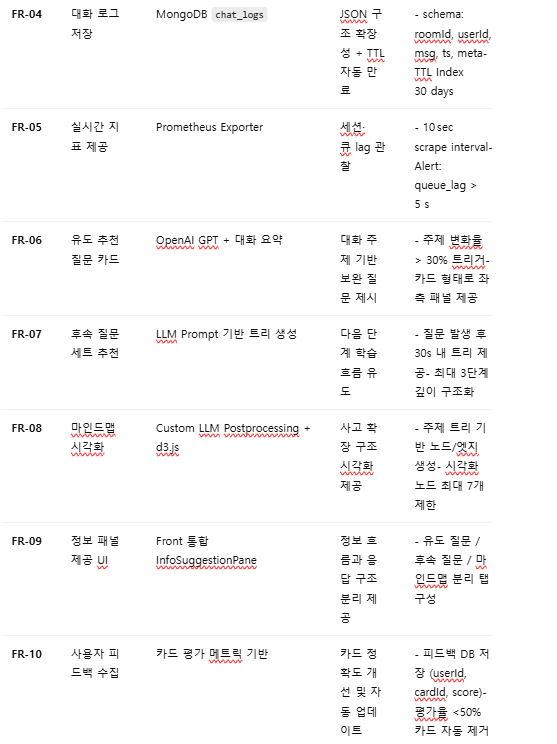 FR-04
대화 로그
저장
MongoDB chat_logs
JSON 구
조 확장
성 + TTL
자동 만
료
- schema:
roomId, userId,
msg, ts, meta-
TTL Index
30 days
FR-05
실시간 지
표 제공
Prometheus Exporter
세션·
큐 lag 관
찰
- 10 sec
scrape interval-
Alert:
queue_lag >
5 s
FR-06
유도 추천
질문 카드
OpenAI GPT + 대화 요약
대화 주
제 기반
보완 질
문 제시
- 주제 변화율
> 30% 트리거-
카드 형태로 좌
측 패널 제공
FR-07
후속 질문
세트 추천
LLM Prompt 기반 트리 생성
다음 단
계 학습
흐름 유
도
- 질문 발생 후
30s 내 트리 제
공- 최대 3단계
깊이 구조화
FR-08
마인드맵
시각화
Custom LLM Postprocessing +
d3.js
사고 확
장 구조
시각화
제공
- 주제 트리 기
반 노드/엣지
생성- 시각화
노드 최대 7개
제한
FR-09
정보 패널
제공 UI
Front 통합
InfoSuggestionPane
정보 흐
름과 응
답 구조
분리 제
공
- 유도 질문 /
후속 질문 / 마
인드맵 분리 탭
구성
FR-10
사용자 피
드백 수집
카드 평가 메트릭 기반
카드 정
확도 개
선 및 자
동 업데
이트
- 피드백 DB 저
장 (userId,
cardId, score)-
평가율 <50%
카드 자동 제거